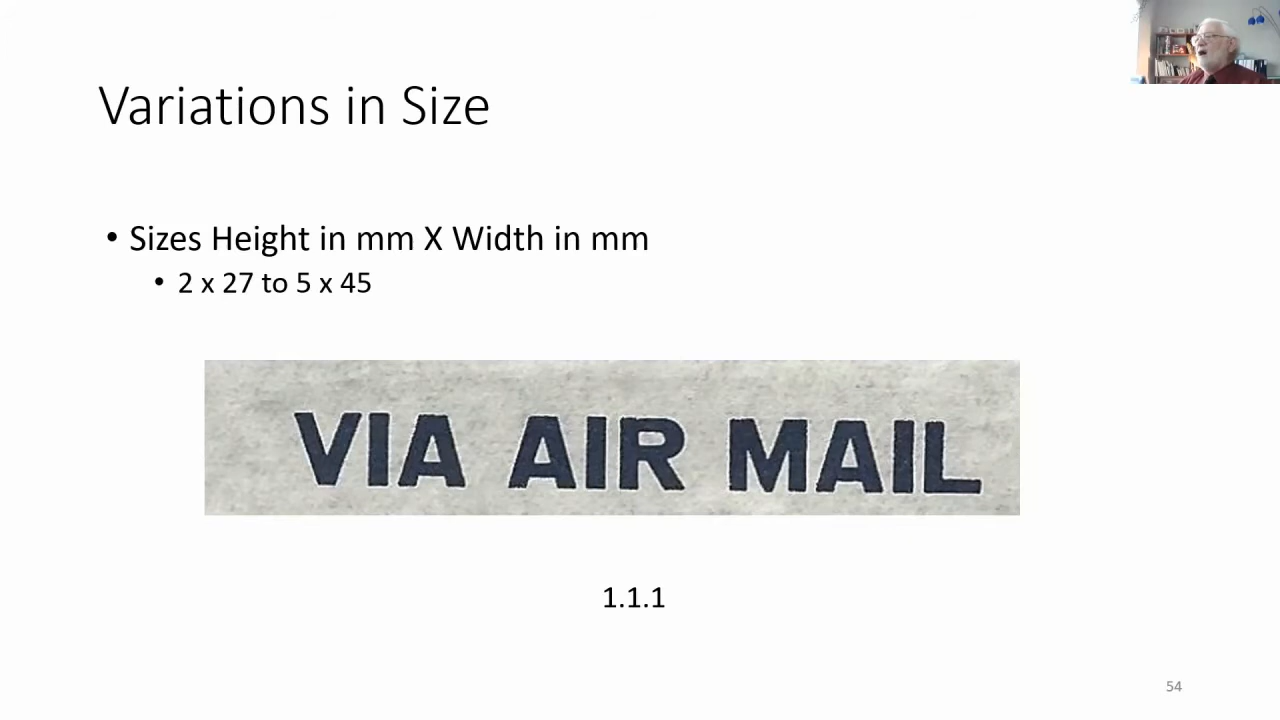 Variations in Size
• Sizes Height in mm X Width in mm
• 2 x 27 to 5 x 45
VIA AIR MAIL
1.1.1
54